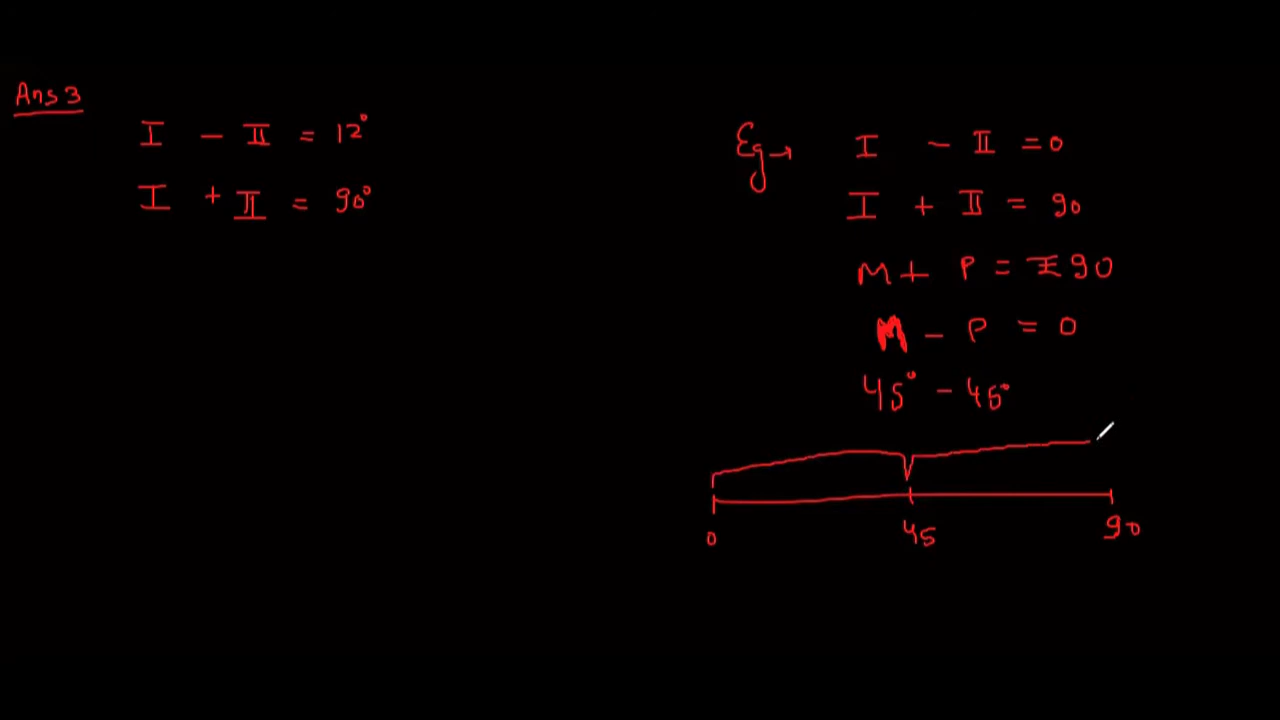 Ans 3
I - II = 12°
I + II = 90°
Eg → I - II = 0
I + II = 90
M + P = 90
M - P = 0
45° - 45°
0 45 90